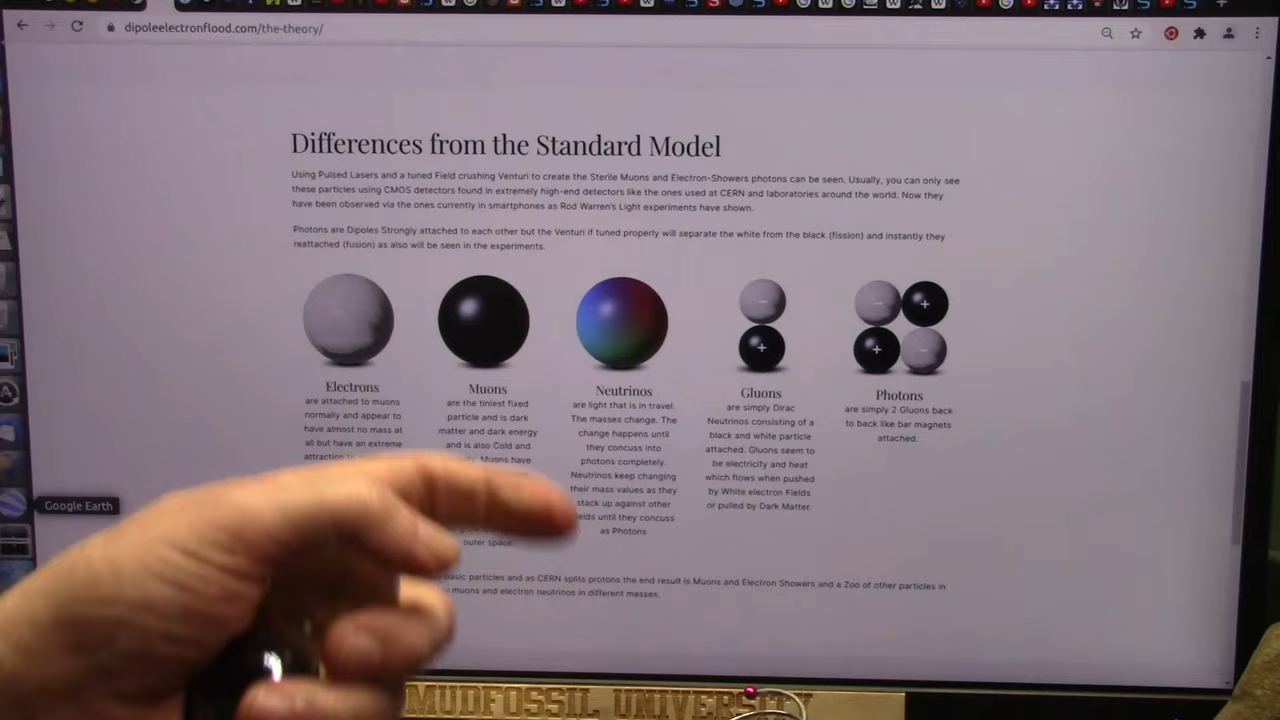 dipoleelectronflood.com/the-theory/
Differences from the Standard Model
Using Pulsed Lasers and a tuned Field crushing Venturi to create the Sterile Muons and Electron-Showers photons can be seen. Usually, you can only see
these particles using CMOS detectors found in extremely high-end detectors like the ones used at CERN and laboratories around the world. Now they
have been observed via the ones currently in smartphones as Rod Warren's Light experiments have shown.
Photons are Dipoles Strongly attached to each other but the Venturi if tuned properly will separate the white from the black (fission) and instantly they
reattached (fusion) as also will be seen in the experiments.
Electrons
are attached to muons
normally and appear to
have almost no mass at
all but have an extreme
attraction
Muons
are the tiniest fixed
particle and is dark
matter and dark energy
and is also Cold and
Muons have
outer space.
Neutrinos
are light that is in travel.
The masses change. The
change happens until
they concuss into
photons completely.
Neutrinos keep changing
their mass values as they
stack up against other
fields until they concuss
as Photons
-
+
Gluons
are simply Dirac
Neutrinos consisting of a
black and white particle
attached. Gluons seem to
be electricity and heat
which flows when pushed
by White electron Fields
or pulled by Dark Matter.
- +
+ -
Photons
are simply 2 Gluons back
to back like bar magnets
attached.
Google Earth
basic particles and as CERN splits protons the end result is Muons and Electron Showers and a Zoo of other particles in
muons and electron neutrinos in different masses.
MUDFOSSIL UNIVERSITY